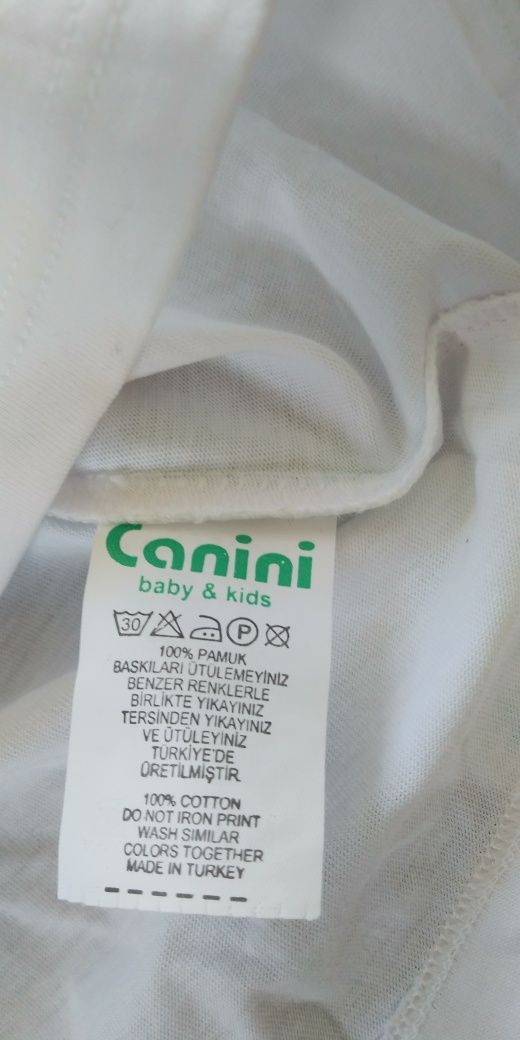 Canini
baby & kids
30 P
100% PAMUK
BASKILARI ÜTÜLEMEYİNİZ
BENZER RENKLERLE
BİRLİKTE YIKAYINIZ
TERSİNDEN YIKAYINIZ
VE ÜTÜLEYİNİZ
TÜRKİYE'DE
ÜRETİLMİŞTİR
100% COTTON
DO NOT IRON PRINT
WASH SIMILAR
COLORS TOGETHER
MADE IN TURKEY